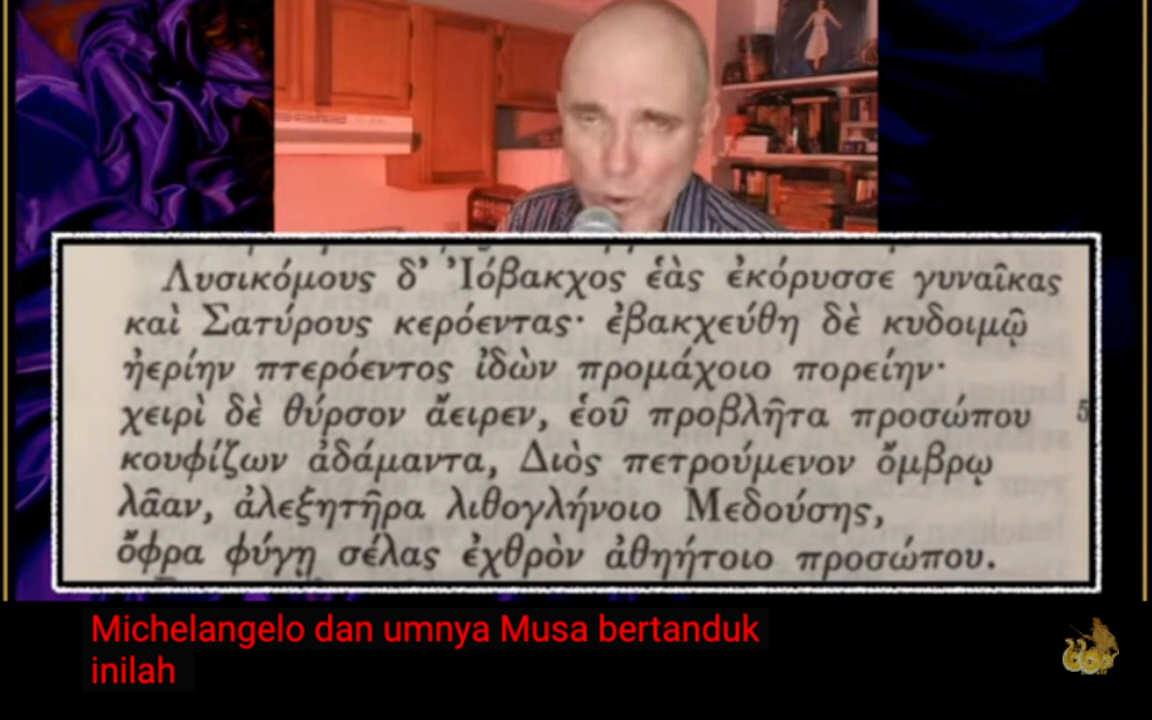 Λυσικόμους δ’ Ἰόβακχος ἑὰς ἐκόρυσσε γυναῖκας
καὶ Σατύρους κερόεντας· ἐβακχεύθη δὲ κυδοιμῷ
ἠερίην πτερόεντος ἰδὼν προμάχοιο πορείην·
χειρὶ δὲ θύρσον ἄειρεν, ἑοῦ προβλῆτα προσώπου 5
κουφίζων ἀδάμαντα, Διὸς πετρούμενον ὄμβρῳ
λᾶαν, ἀλεξητῆρα λιθογλήνοιο Μεδούσης,
ὄφρα φύγῃ σέλας ἐχθρὸν ἀθηήτοιο προσώπου.
Michelangelo dan umnya Musa bertanduk
inilah